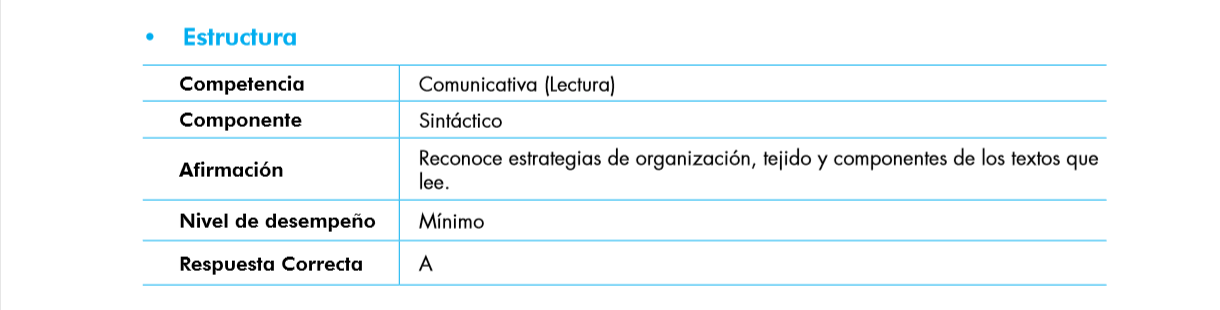 • Estructura
Competencia Comunicativa (Lectura)
Componente Sintáctico
Afirmación Reconoce estrategias de organización, tejido y componentes de los textos que
lee.
Nivel de desempeño Mínimo
Respuesta Correcta A